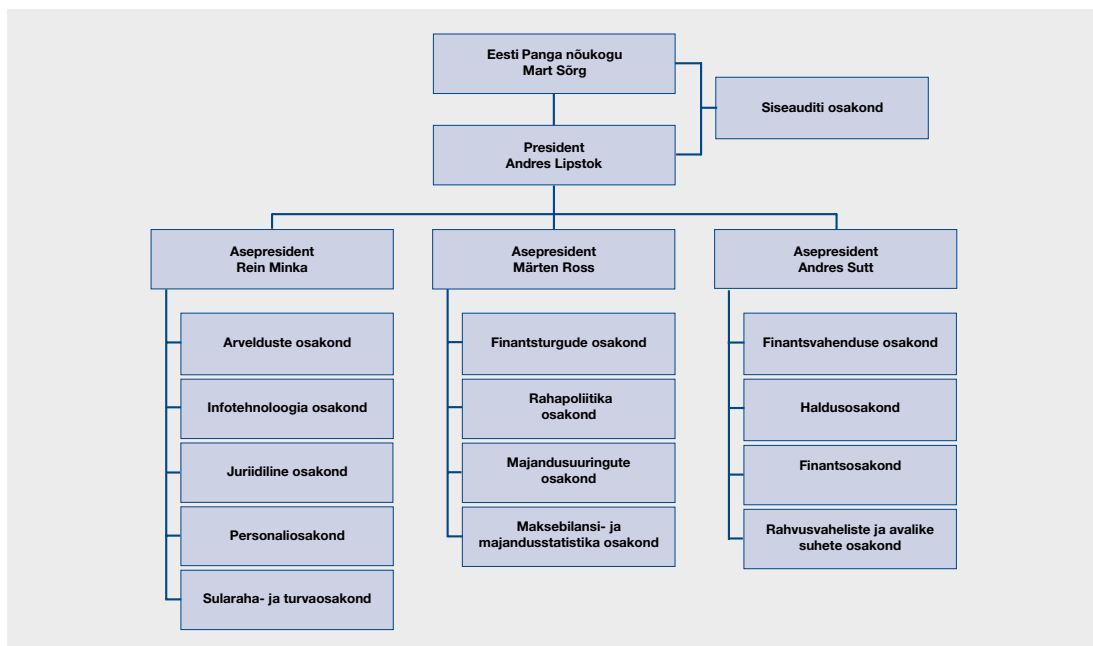 Eesti Panga nõukogu
Mart Sõrg
Siseauditi osakond
President
Andres Lipstok
Asepresident
Rein Minka
Arvelduste osakond
Infotehnoloogia osakond
Juriidiline osakond
Personaliosakond
Sularaha- ja turvaosakond
Asepresident
Märten Ross
Finantsturgude osakond
Rahapoliitika
osakond
Majandusuuringute
osakond
Maksebilansi- ja
majandusstatistika osakond
Asepresident
Andres Sutt
Finantsvahenduse osakond
Haldusosakond
Finantsosakond
Rahvusvaheliste ja avalike
suhete osakond